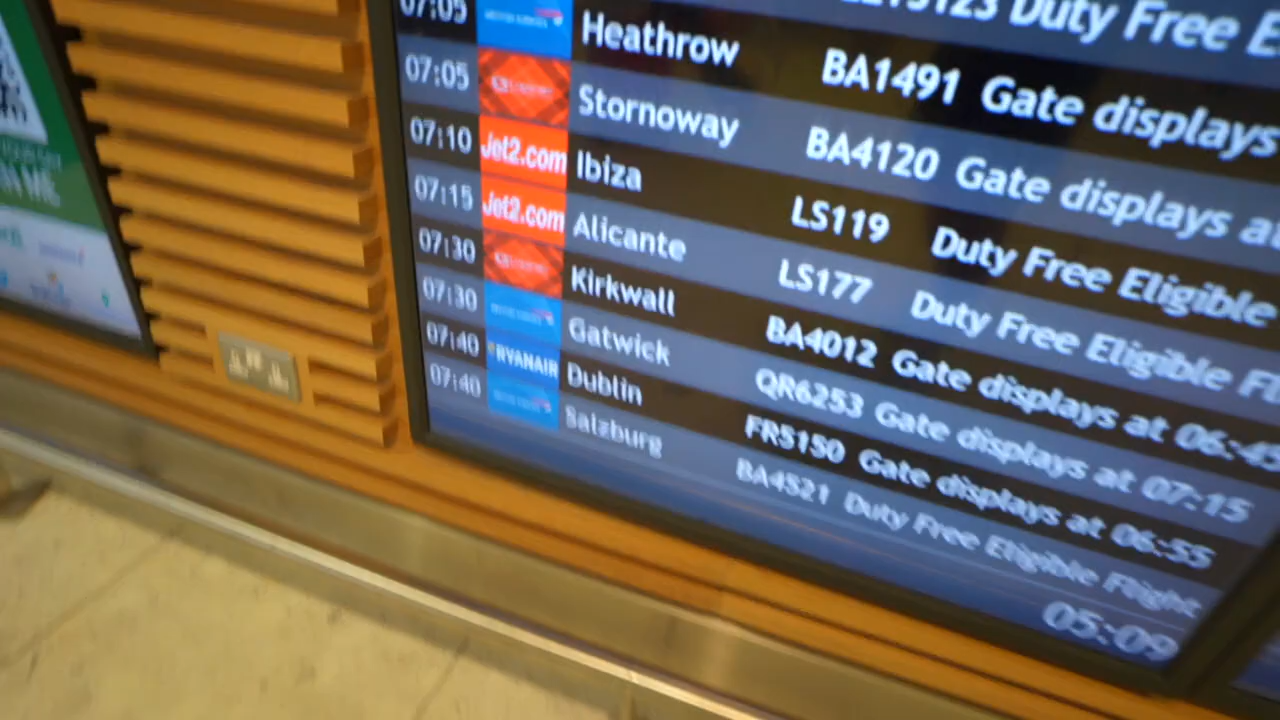 Duty Free E
07:05 Heathrow BA1491 Gate displays
07:05 Stornoway BA4120 Gate displays at
07:10 Jet2.com Ibiza LS119 Duty Free Eligible
07:15 Jet2.com Alicante LS177 Duty Free Eligible Fl
07:30 Kirkwall BA4012 Gate displays at 06:45
07:30 Gatwick QR6253 Gate displays at 07:15
07:40 RYANAIR Dublin FR5150 Gate displays at 06:55
07:40 Salzburg BA4521 Duty Free Eligible Flight
05:09